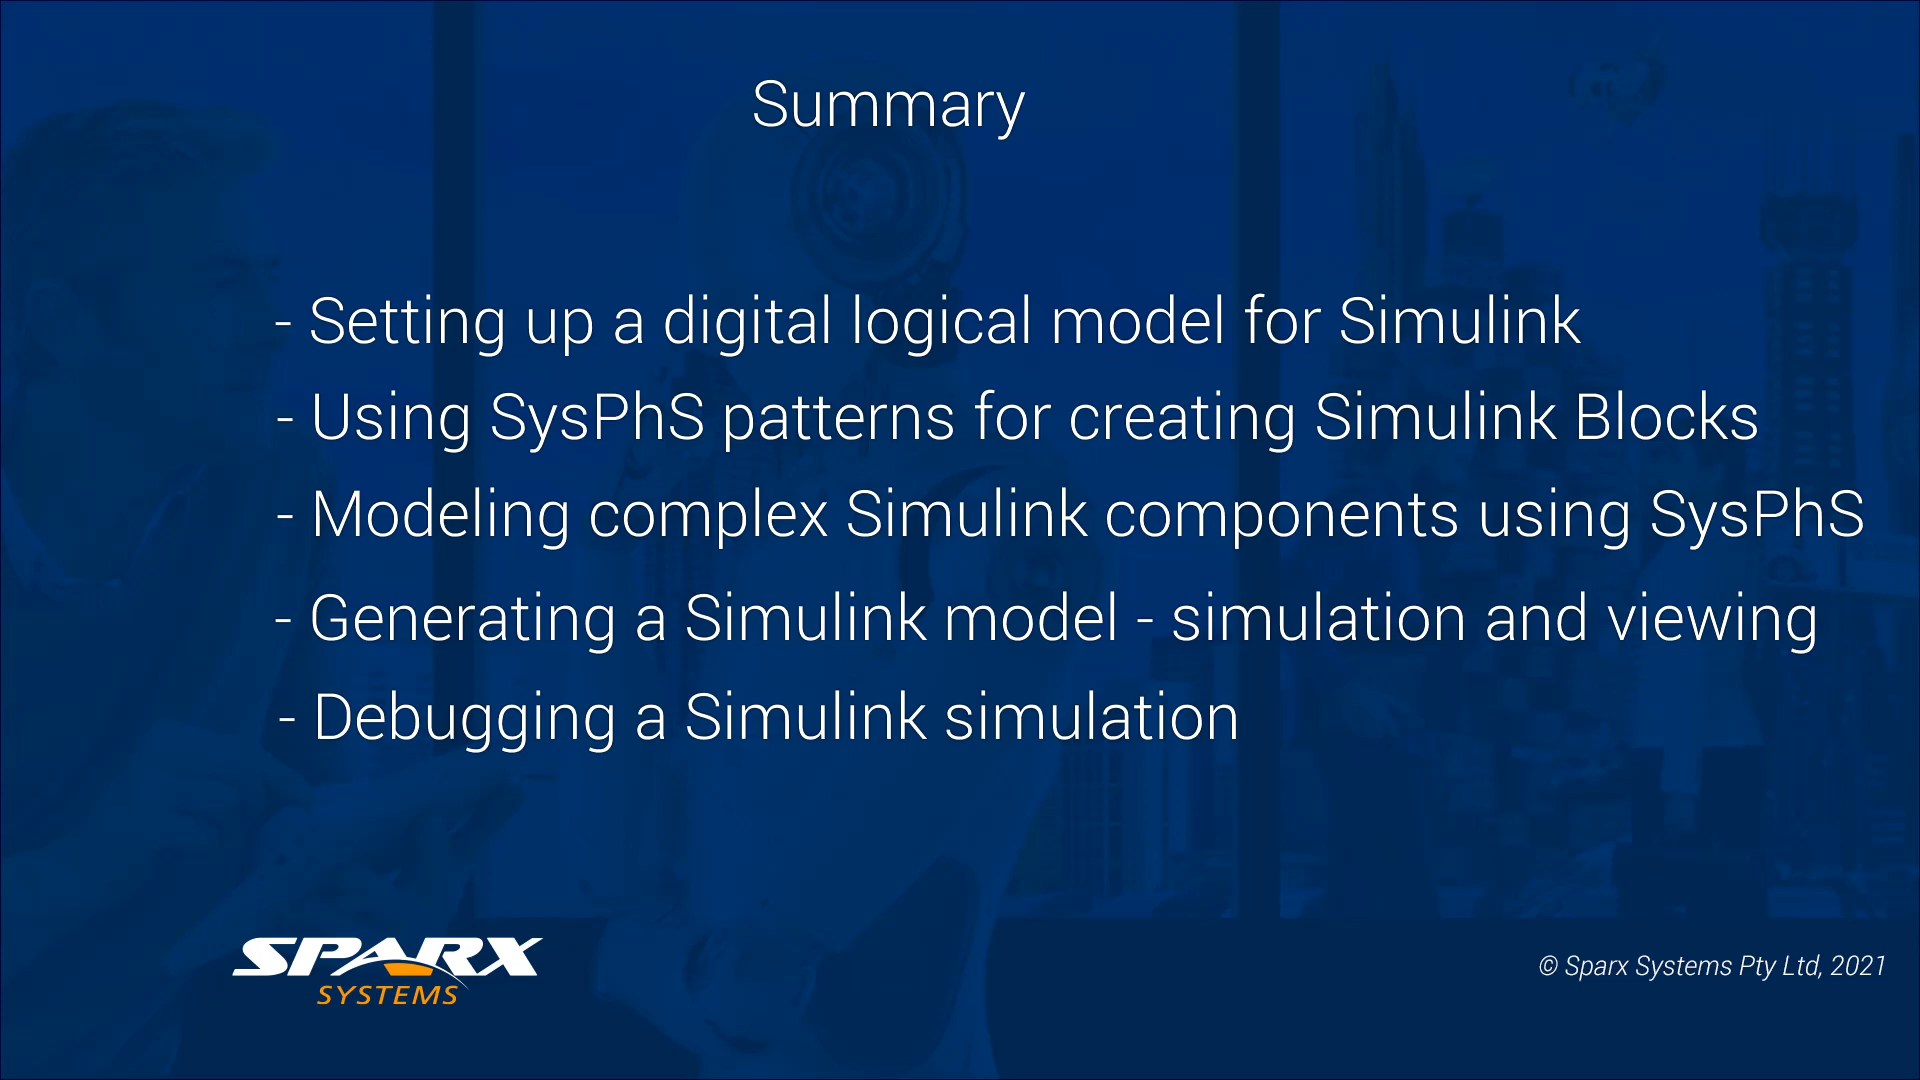 Summary
- Setting up a digital logical model for Simulink
- Using SysPhS patterns for creating Simulink Blocks
- Modeling complex Simulink components using SysPhS
- Generating a Simulink model - simulation and viewing
- Debugging a Simulink simulation
SPARX
SYSTEMS
© Sparx Systems Pty Ltd, 2021